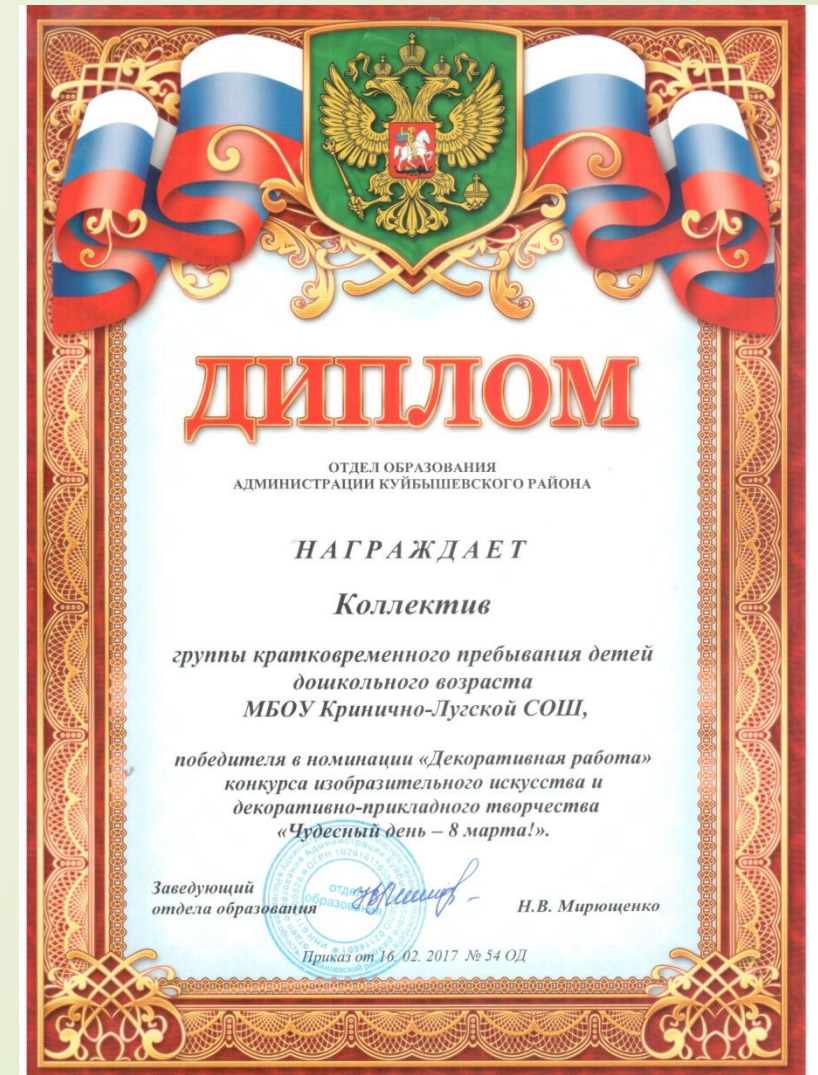 ДИПЛОМ
ОТДЕЛ ОБРАЗОВАНИЯ
АДМИНИСТРАЦИИ КУЙБЫШЕВСКОГО РАЙОНА
НАГРАЖДАЕТ
Коллектив
группы кратковременного пребывания детей
дошкольного возраста
МБОУ Кринично-Лугской СОШ,
победителя в номинации «Декоративная работа»
конкурса изобразительного искусства и
декоративно-прикладного творчества
«Чудесный день – 8 марта!».
Заведующий
отдела образования
Н.В. Мирющенко
отдел
образования
Приказ от 16. 02. 2017 № 54 ОД